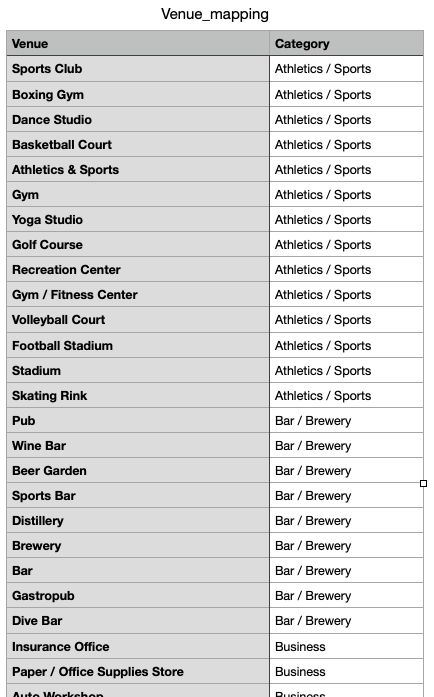 Venue_mapping
Venue Category
Sports Club Athletics / Sports
Boxing Gym Athletics / Sports
Dance Studio Athletics / Sports
Basketball Court Athletics / Sports
Athletics & Sports Athletics / Sports
Gym Athletics / Sports
Yoga Studio Athletics / Sports
Golf Course Athletics / Sports
Recreation Center Athletics / Sports
Gym / Fitness Center Athletics / Sports
Volleyball Court Athletics / Sports
Football Stadium Athletics / Sports
Stadium Athletics / Sports
Skating Rink Athletics / Sports
Pub Bar / Brewery
Wine Bar Bar / Brewery
Beer Garden Bar / Brewery
Sports Bar Bar / Brewery
Distillery Bar / Brewery
Brewery Bar / Brewery
Bar Bar / Brewery
Gastropub Bar / Brewery
Dive Bar Bar / Brewery
Insurance Office Business
Paper / Office Supplies Store Business
Auto Workshop Business